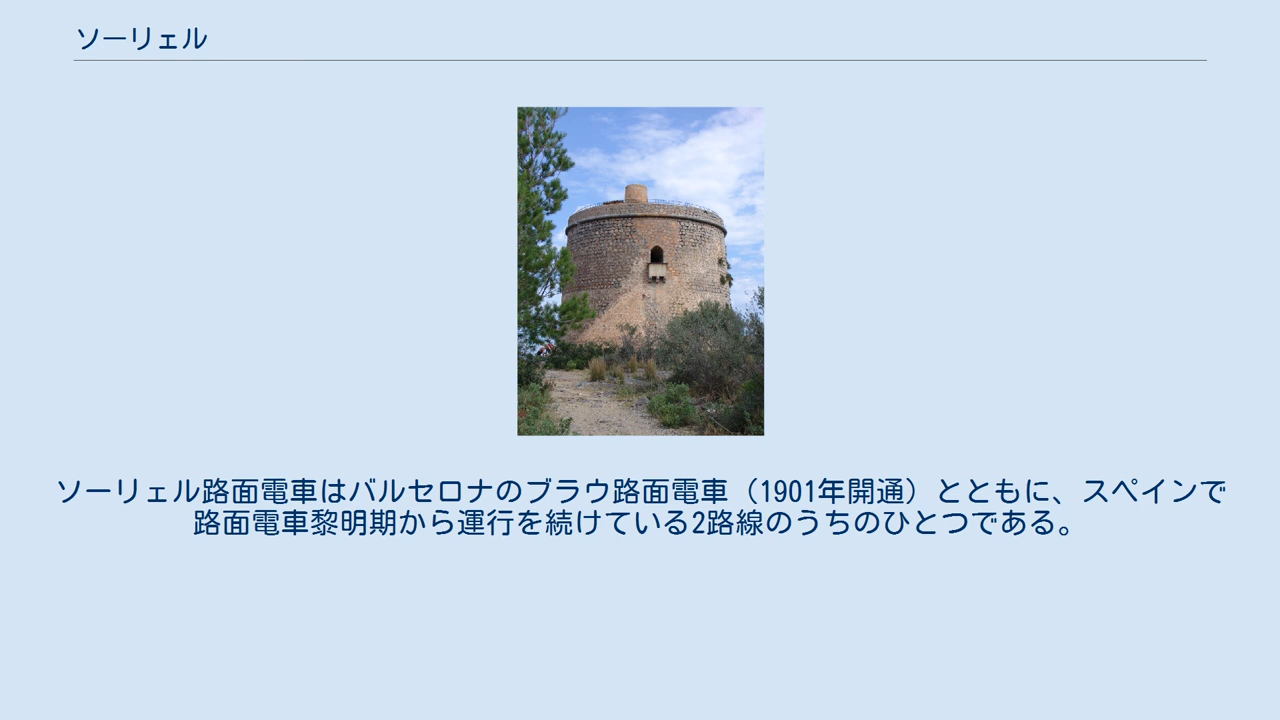 ソーリェル
ソーリェル路面電車はバルセロナのブラウ路面電車（1901年開通）とともに、スペインで
路面電車黎明期から運行を続けている2路線のうちのひとつである。